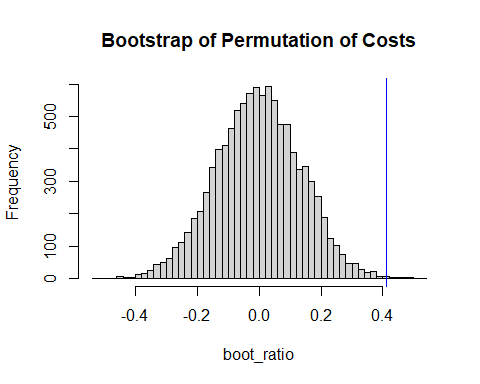 Bootstrap of Permutation of Costs
Frequency
500
300
100
0
-0.4 -0.2 0.0 0.2 0.4
boot_ratio